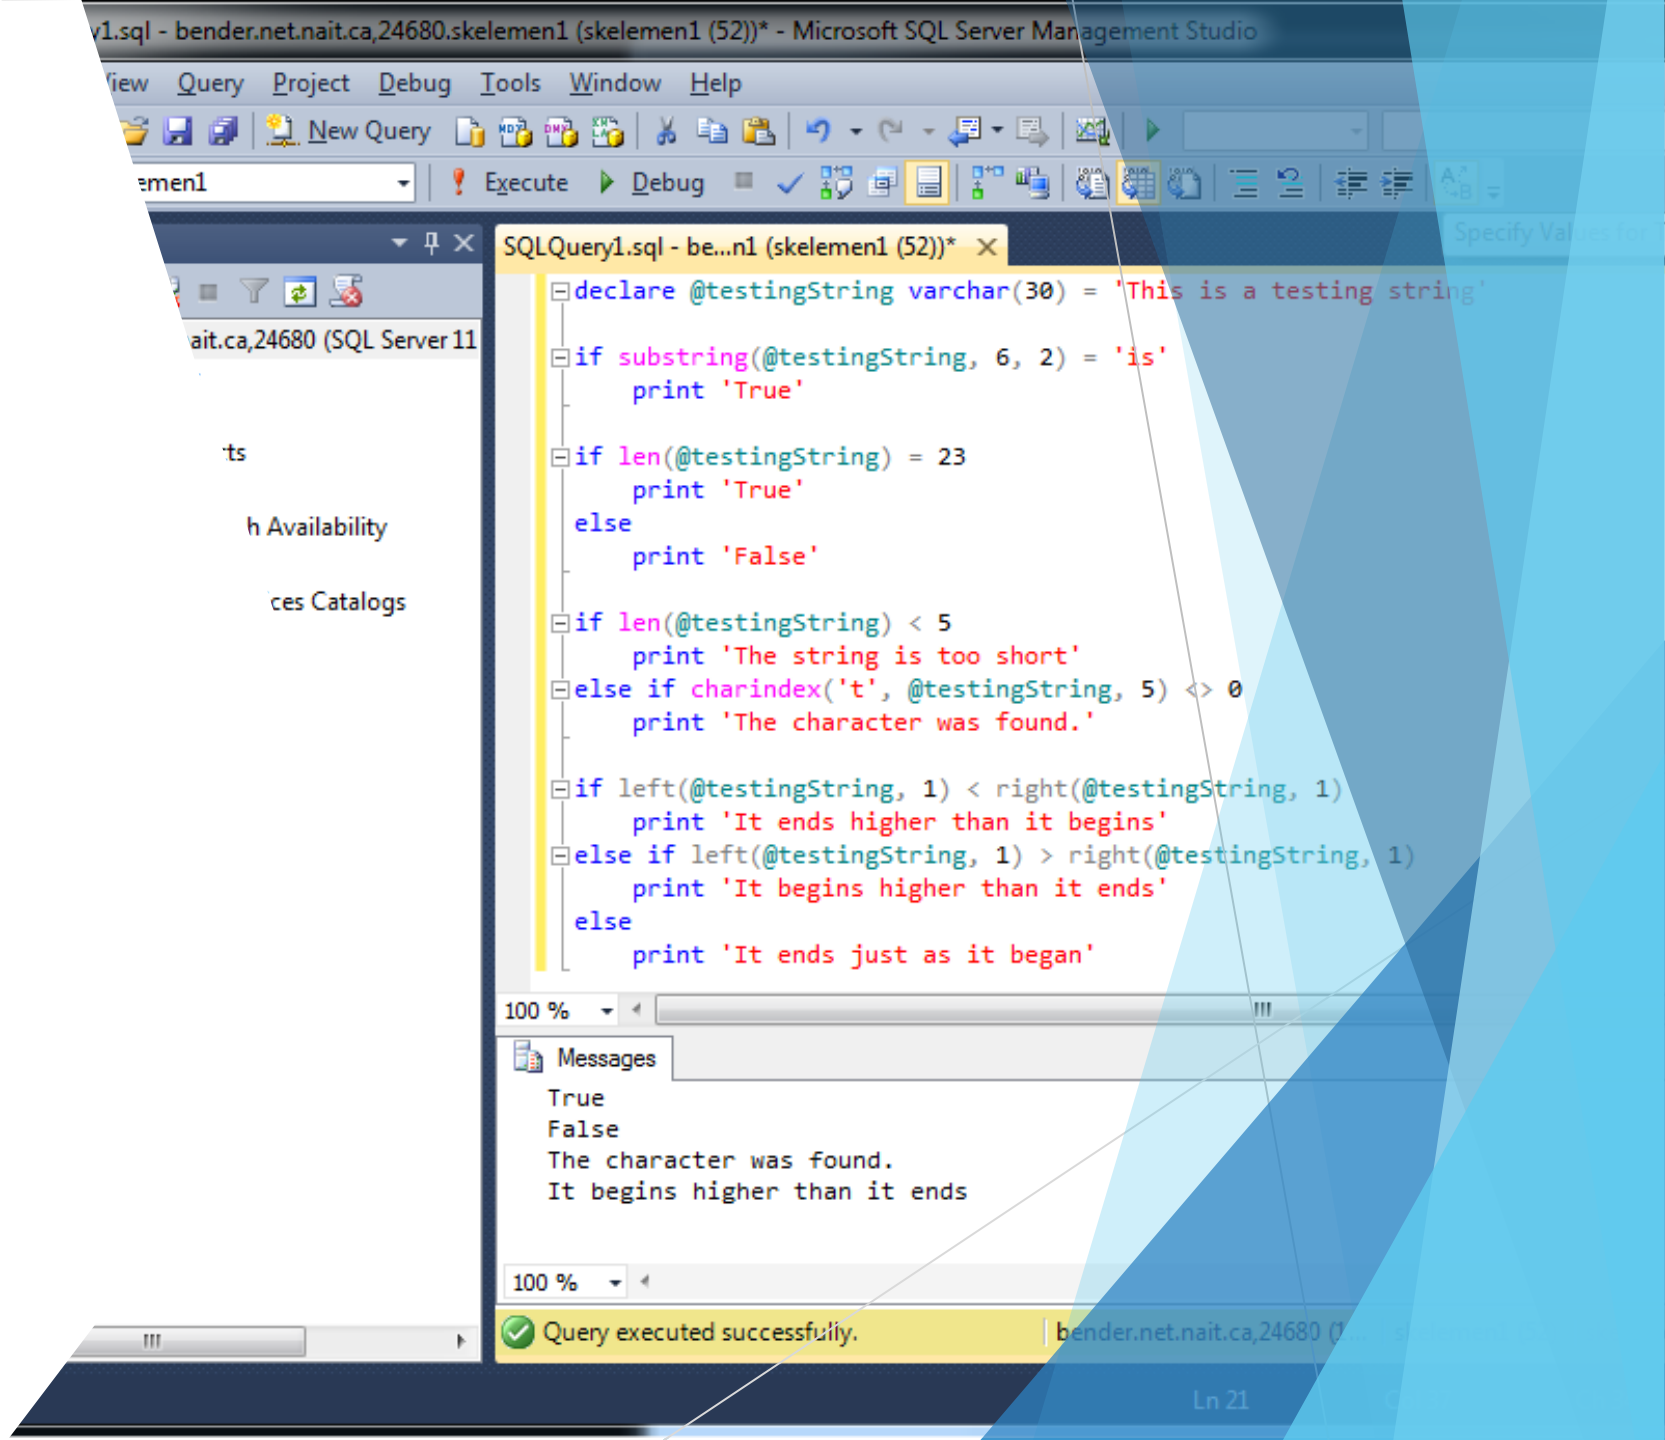 y1.sql - bender.net.nait.ca,24680.skelemen1 (skelemen1 (52))* - Microsoft SQL Server Management Studio
iew Query Project Debug Tools Window Help
New Query
emen1 Execute Debug
Specify Values for
SQLQuery1.sql - be...n1 (skelemen1 (52))*
declare @testingString varchar(30) = 'This is a testing string'
ait.ca,24680 (SQL Server 11
if substring(@testingString, 6, 2) = 'is'
print 'True'
ts
if len(@testingString) = 23
print 'True'
h Availability
else
print 'False'
ces Catalogs
if len(@testingString) < 5
print 'The string is too short'
else if charindex('t', @testingString, 5) <> 0
print 'The character was found.'
if left(@testingString, 1) < right(@testingString, 1)
print 'It ends higher than it begins'
else if left(@testingString, 1) > right(@testingString, 1)
print 'It begins higher than it ends'
else
print 'It ends just as it began'
100 %
Messages
True
False
The character was found.
It begins higher than it ends
100 %
Query executed successfully. bender.net.nait.ca,24680 (1...
Ln 21